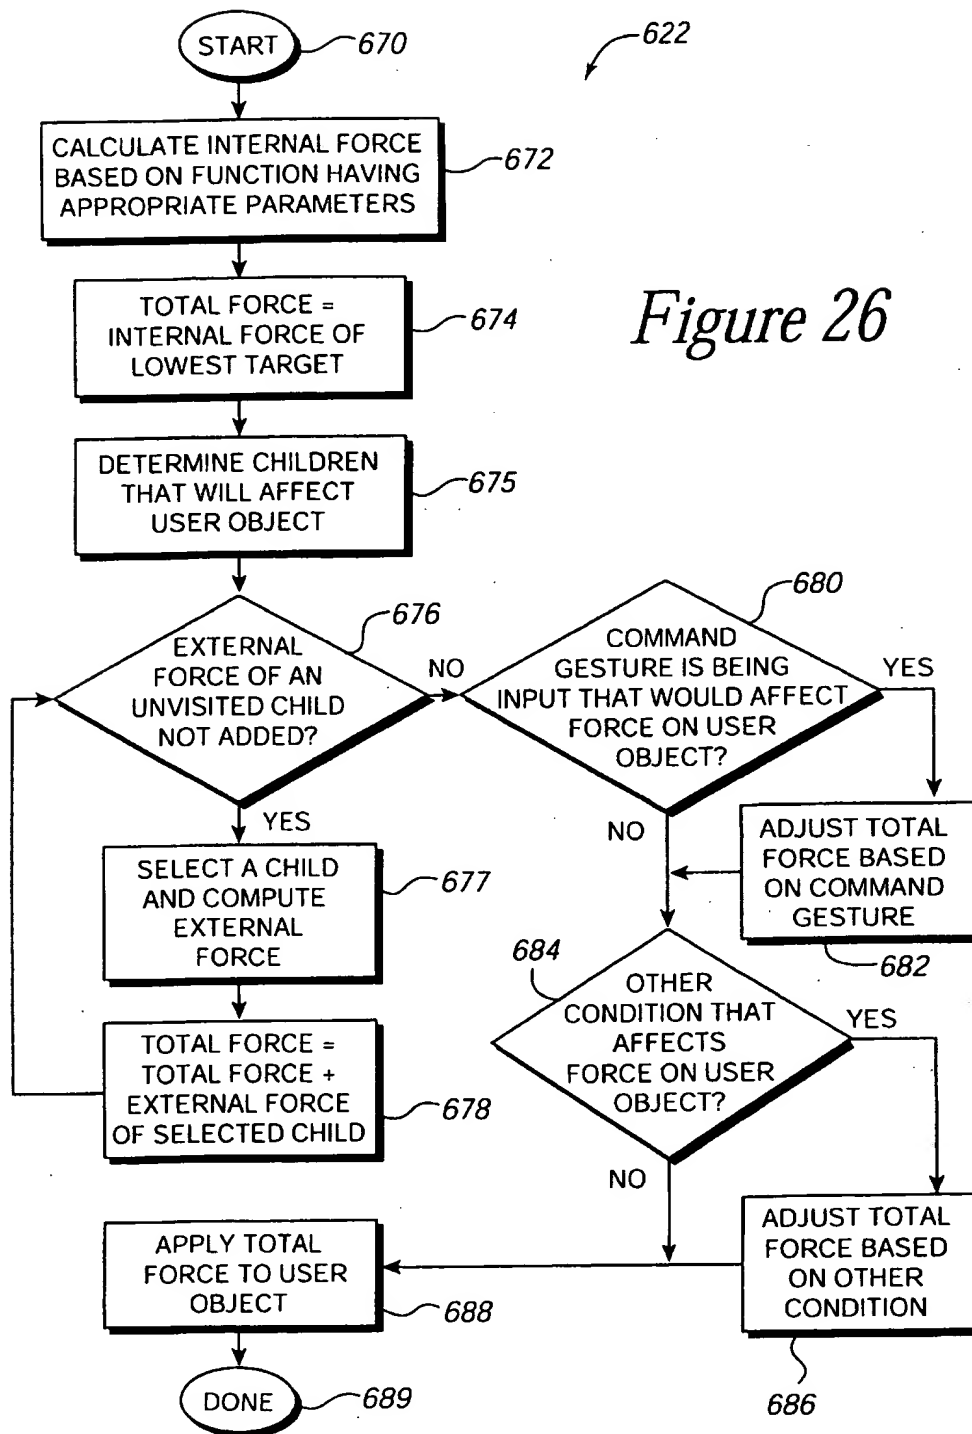 START
670
622
CALCULATE INTERNAL FORCE
BASED ON FUNCTION HAVING
APPROPRIATE PARAMETERS
672
TOTAL FORCE =
INTERNAL FORCE OF
LOWEST TARGET
674
Figure 26
DETERMINE CHILDREN
THAT WILL AFFECT
USER OBJECT
675
EXTERNAL
FORCE OF AN
UNVISITED CHILD
NOT ADDED?
676
NO
YES
COMMAND
GESTURE IS BEING
INPUT THAT WOULD AFFECT
FORCE ON USER
OBJECT?
680
YES
NO
SELECT A CHILD
AND COMPUTE
EXTERNAL
FORCE
677
ADJUST TOTAL
FORCE BASED
ON COMMAND
GESTURE
682
TOTAL FORCE =
TOTAL FORCE +
EXTERNAL FORCE
OF SELECTED CHILD
678
684
OTHER
CONDITION THAT
AFFECTS
FORCE ON USER
OBJECT?
YES
NO
APPLY TOTAL
FORCE TO USER
OBJECT
688
ADJUST TOTAL
FORCE BASED
ON OTHER
CONDITION
686
DONE
689